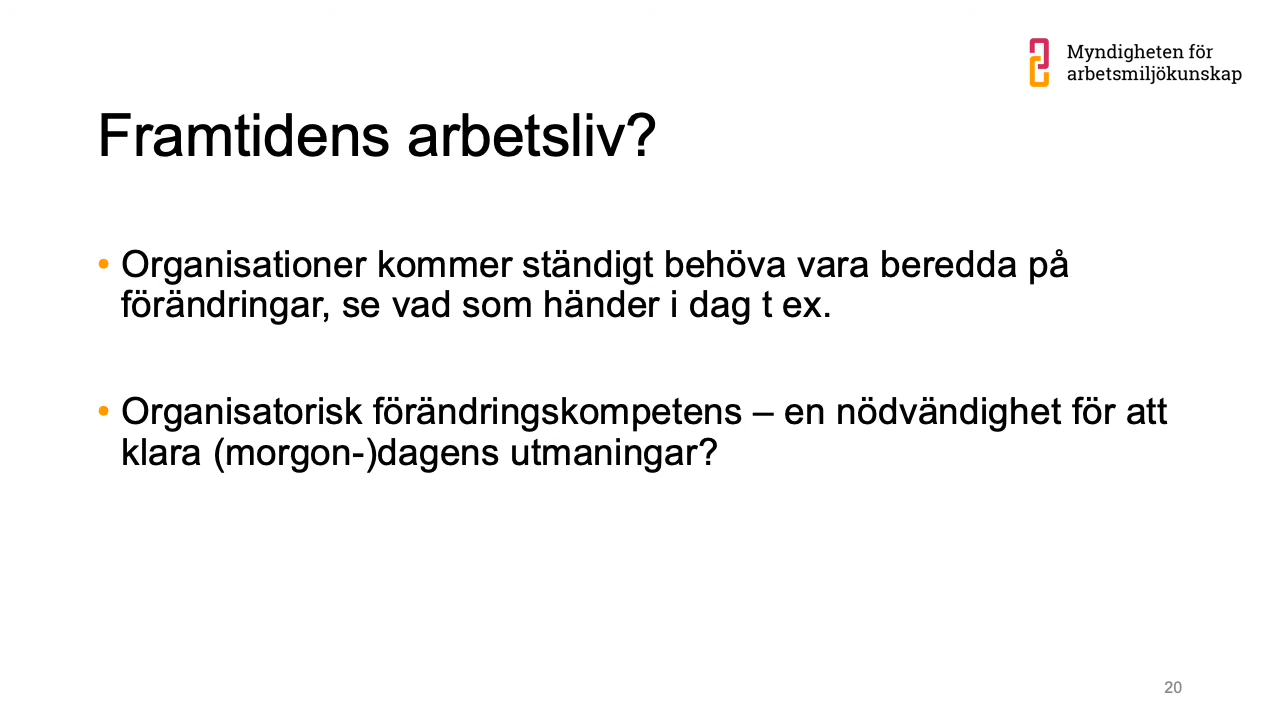 Myndigheten för
arbetsmiljökunskap
Framtidens arbetsliv?
• Organisationer kommer ständigt behöva vara beredda på
förändringar, se vad som händer i dag t ex.
• Organisatorisk förändringskompetens – en nödvändighet för att
klara (morgon-)dagens utmaningar?
20